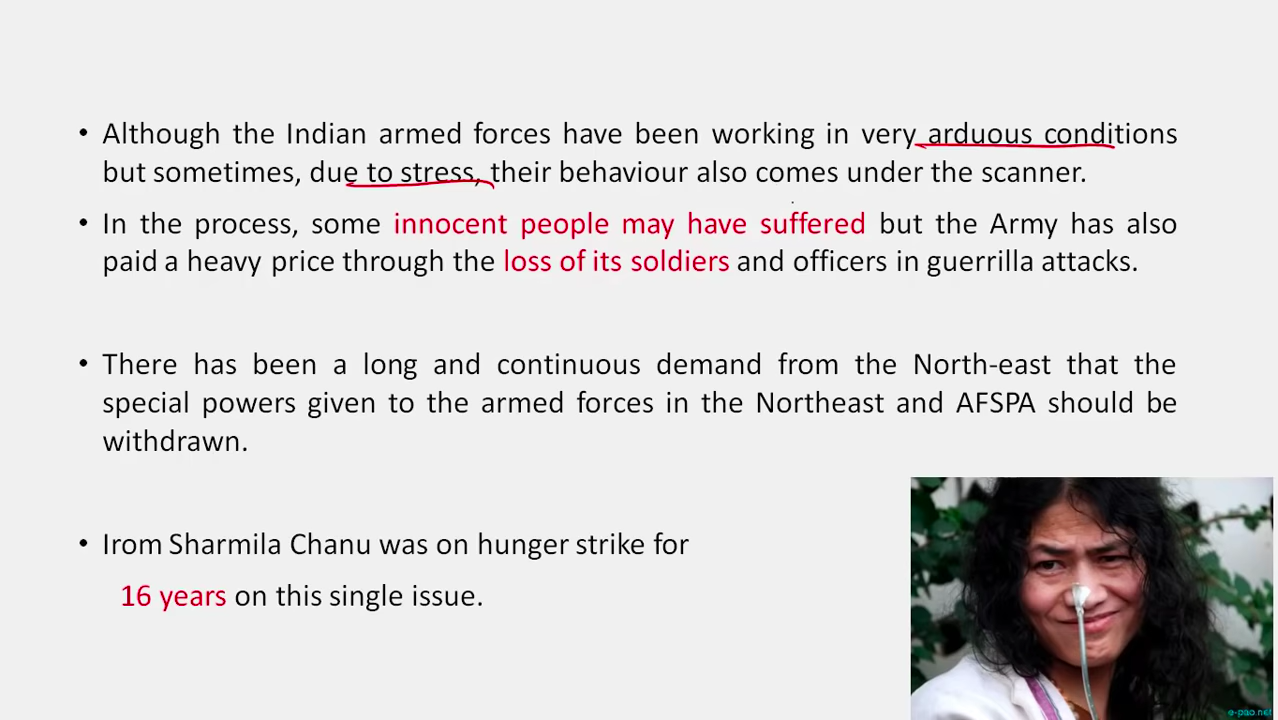 • Although the Indian armed forces have been working in very arduous conditions
but sometimes, due to stress, their behaviour also comes under the scanner.
• In the process, some innocent people may have suffered but the Army has also
paid a heavy price through the loss of its soldiers and officers in guerrilla attacks.
• There has been a long and continuous demand from the North-east that the
special powers given to the armed forces in the Northeast and AFSPA should be
withdrawn.
• Irom Sharmila Chanu was on hunger strike for
16 years on this single issue.
e-pao.net